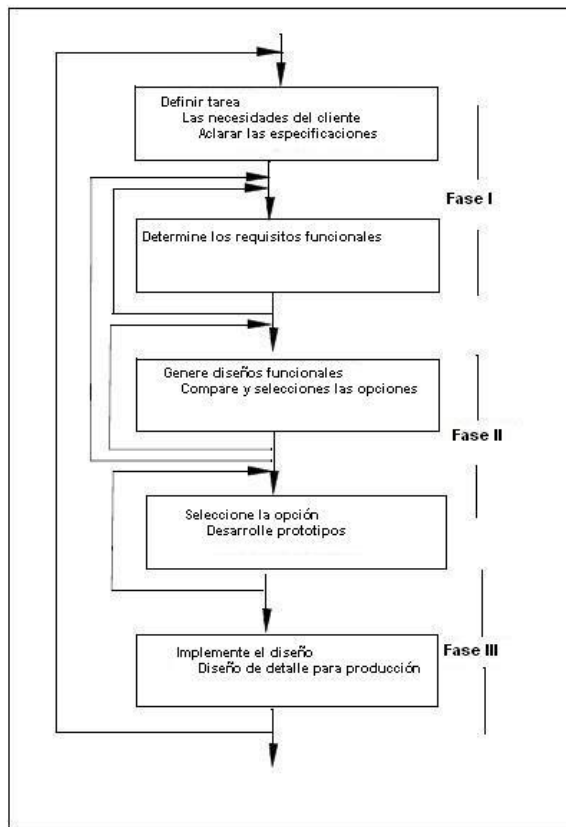 Definir tarea
Las necesidades del cliente
Aclarar las especificaciones
Fase I
Determine los requisitos funcionales
Genere diseños funcionales
Compare y selecciones las opciones
Fase II
Seleccione la opción
Desarrolle prototipos
Implemente el diseño
Diseño de detalle para producción
Fase III